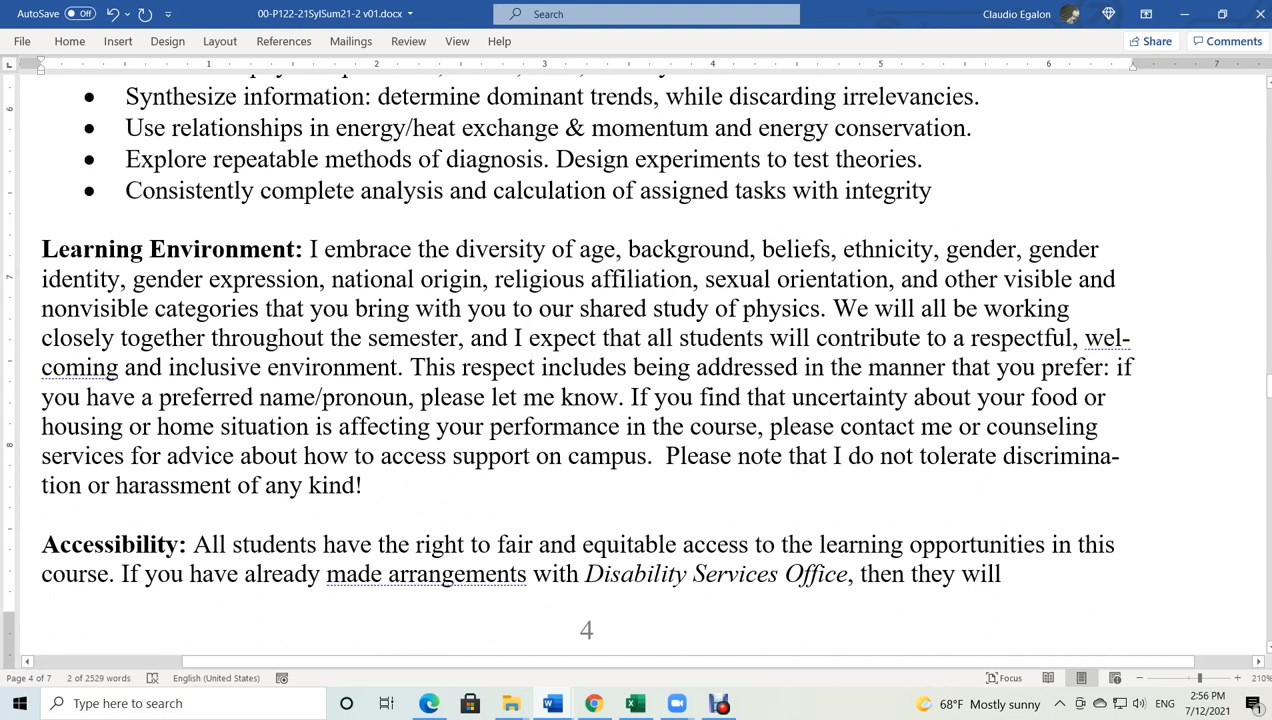 AutoSave Off 00-P122-21SylSum21-2 v01.docx Search Claudio Egalon
File Home Insert Design Layout References Mailings Review View Help Share Comments
1 2 3 4 5 6 7
• Synthesize information: determine dominant trends, while discarding irrelevancies.
• Use relationships in energy/heat exchange & momentum and energy conservation.
• Explore repeatable methods of diagnosis. Design experiments to test theories.
• Consistently complete analysis and calculation of assigned tasks with integrity
Learning Environment: I embrace the diversity of age, background, beliefs, ethnicity, gender, gender
identity, gender expression, national origin, religious affiliation, sexual orientation, and other visible and
nonvisible categories that you bring with you to our shared study of physics. We will all be working
closely together throughout the semester, and I expect that all students will contribute to a respectful, wel-
coming and inclusive environment. This respect includes being addressed in the manner that you prefer: if
you have a preferred name/pronoun, please let me know. If you find that uncertainty about your food or
housing or home situation is affecting your performance in the course, please contact me or counseling
services for advice about how to access support on campus.  Please note that I do not tolerate discrimina-
tion or harassment of any kind!
Accessibility: All students have the right to fair and equitable access to the learning opportunities in this
course. If you have already made arrangements with Disability Services Office, then they will
4
Page 4 of 7 2 of 2529 words English (United States) Focus 210%
Type here to search 68°F Mostly sunny ENG 2:56 PM
7/12/2021